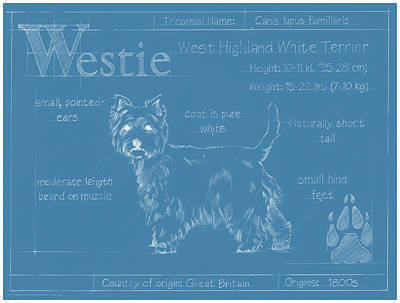 Trinomial Name: Canis lupus familiaris
Westie
West Highland White Terrier
Height: 10-11 in. (25-28 cm)
Weight: 15-22 lbs. (7-10 kg)
small, pointed
ears
coat is pure
white
Naturally short
tail
moderate length
beard on muzzle
small hind
feet
Country of origin: Great Britain
Origins: 1800s